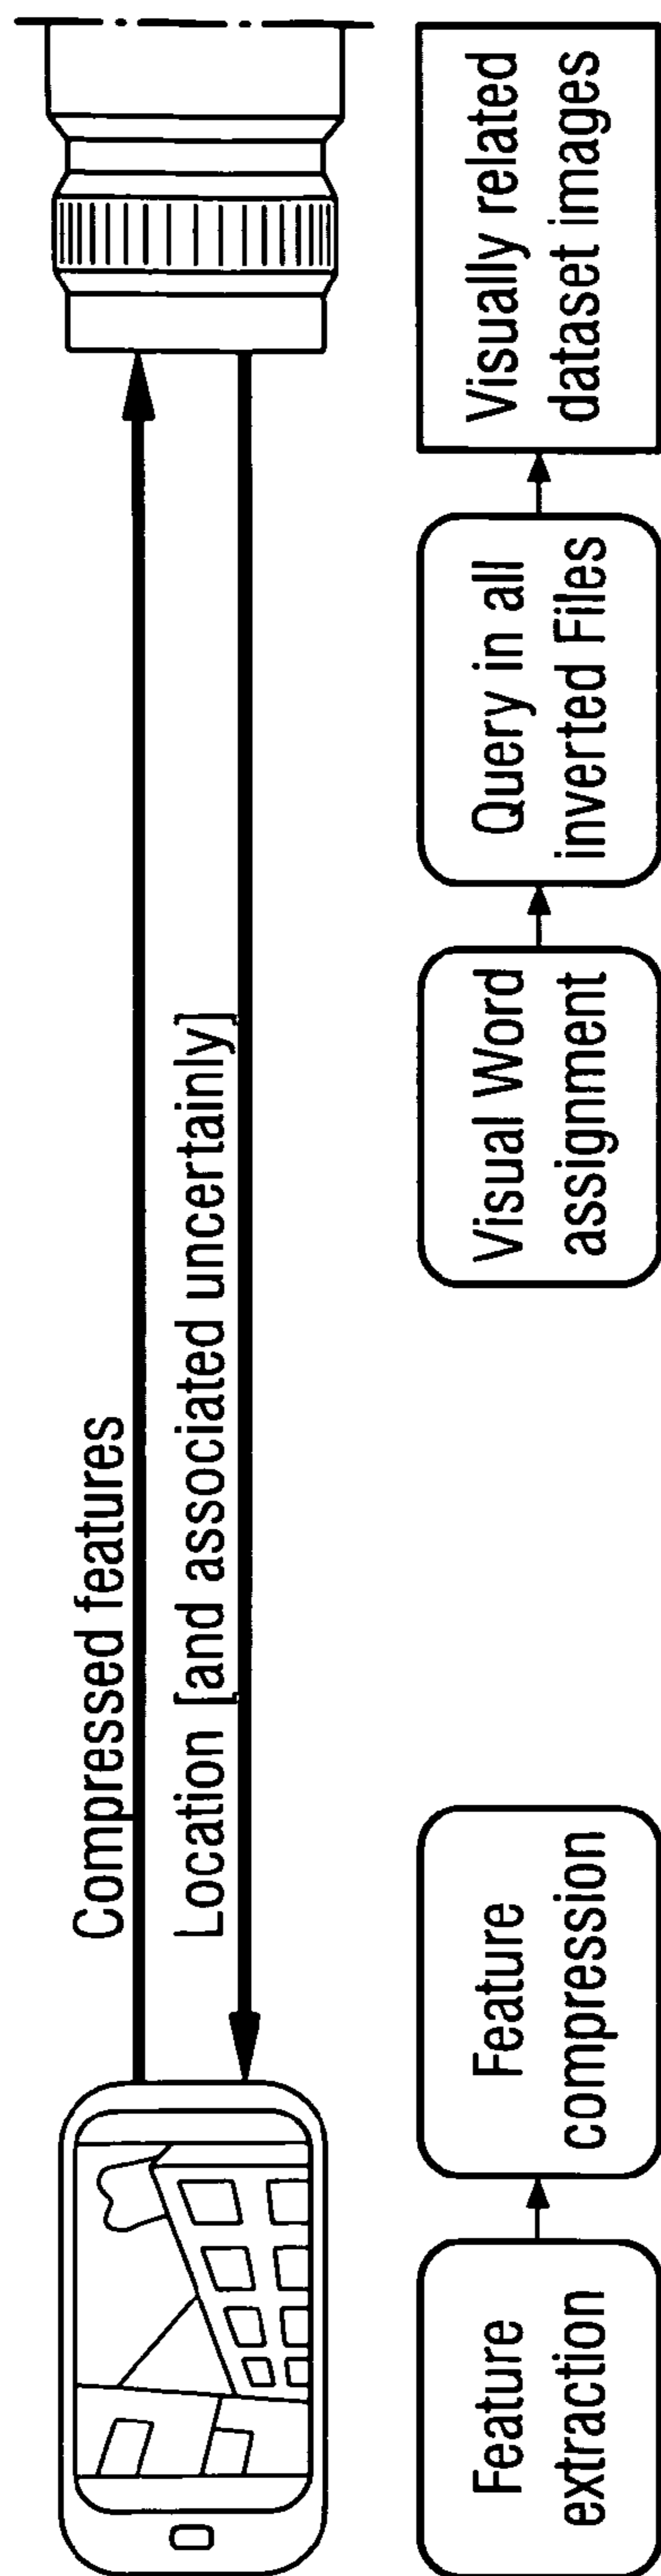 Compressed features
Location [and associated uncertainly]
Feature
extraction
Feature
compression
Visual Word
assignment
Query in all
inverted Files
Visually related
dataset images